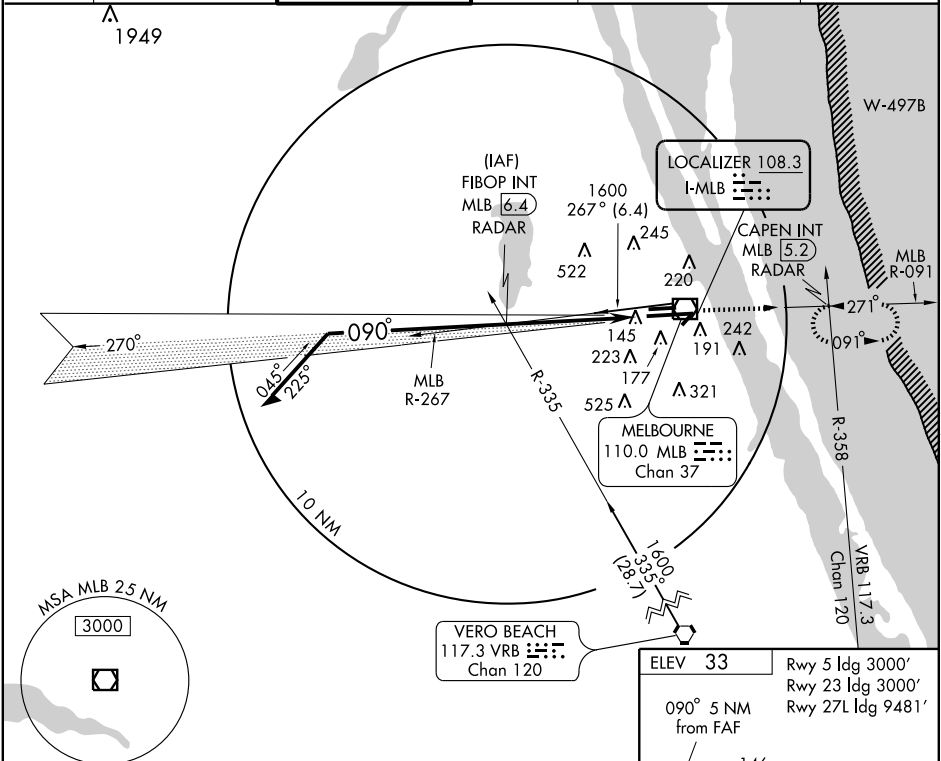 1949
W-497B
LOCALIZER 108.3
I-MLB
(IAF)
FIBOP INT
MLB 6.4
RADAR
1600
267° (6.4)
245
522
220
CAPEN INT
MLB 5.2
RADAR
MLB
R-091
271°
091°
090°
270°
045°
225°
MLB
R-267
145
242
191
223
177
R-335
525
321
MELBOURNE
110.0 MLB
Chan 37
R-358
10 NM
1600
335°
(28.7)
VRB 117.3
Chan 120
MSA MLB 25 NM
3000
VERO BEACH
117.3 VRB
Chan 120
ELEV 33
Rwy 5 ldg 3000'
Rwy 23 ldg 3000'
Rwy 27L ldg 9481'
090° 5 NM
from FAF